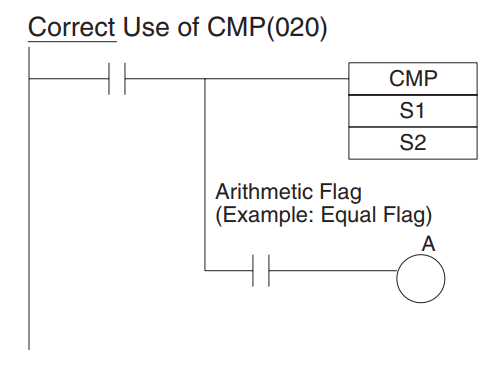 Correct Use of CMP(020)
CMP
S1
S2
Arithmetic Flag
(Example: Equal Flag)
A